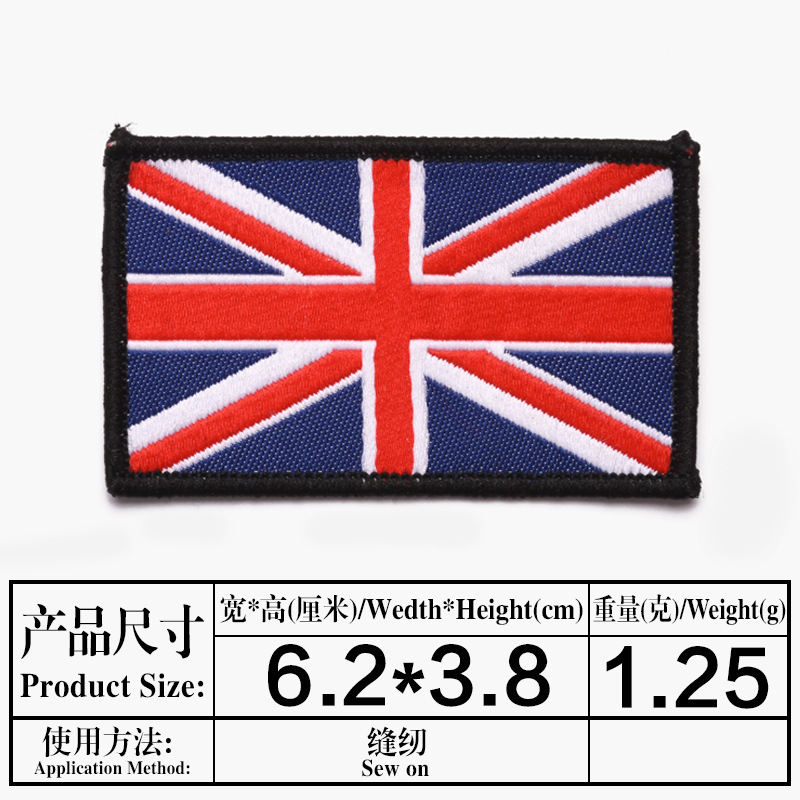 产品尺寸
Product Size:
宽*高(厘米)/Wedth*Height(cm)
重量(克)/Weight(g)
6.2*3.8
1.25
使用方法:
Application Method:
缝纫
Sew on